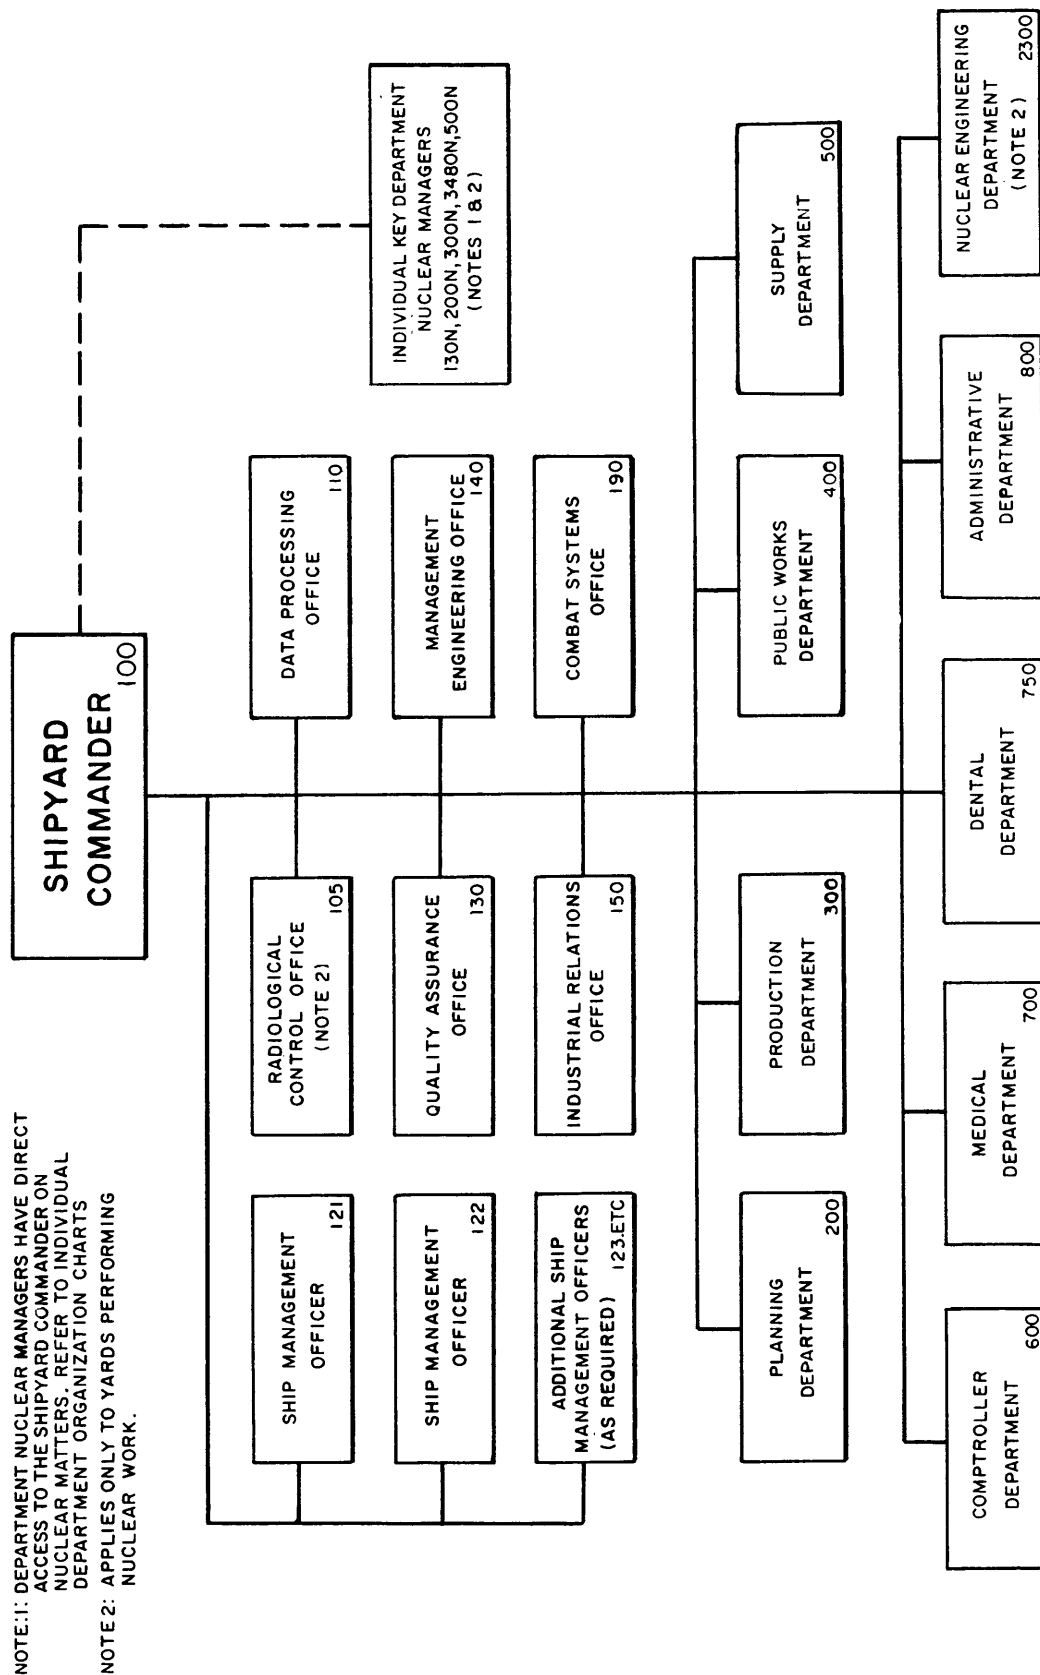 NOTE:1: DEPARTMENT NUCLEAR MANAGERS HAVE DIRECT
ACCESS TO THE SHIPYARD COMMANDER ON
NUCLEAR MATTERS. REFER TO INDIVIDUAL
DEPARTMENT ORGANIZATION CHARTS
NOTE 2: APPLIES ONLY TO YARDS PERFORMING
NUCLEAR WORK.
SHIPYARD
COMMANDER
100
INDIVIDUAL KEY DEPARTMENT
NUCLEAR MANAGERS
130N,200N,300N,3480N,500N
(NOTES 1 & 2)
SHIP MANAGEMENT
OFFICER
121
RADIOLOGICAL
CONTROL OFFICE
(NOTE 2)
105
DATA PROCESSING
OFFICE
110
SHIP MANAGEMENT
OFFICER
122
QUALITY ASSURANCE
OFFICE
130
MANAGEMENT
ENGINEERING OFFICE
140
ADDITIONAL SHIP
MANAGEMENT OFFICERS
(AS REQUIRED)
123.ETC
INDUSTRIAL RELATIONS
OFFICE
150
COMBAT SYSTEMS
OFFICE
190
PLANNING
DEPARTMENT
200
PRODUCTION
DEPARTMENT
300
PUBLIC WORKS
DEPARTMENT
400
SUPPLY
DEPARTMENT
500
COMPTROLLER
DEPARTMENT
600
MEDICAL
DEPARTMENT
700
DENTAL
DEPARTMENT
750
ADMINISTRATIVE
DEPARTMENT
800
NUCLEAR ENGINEERING
DEPARTMENT
(NOTE 2)
2300